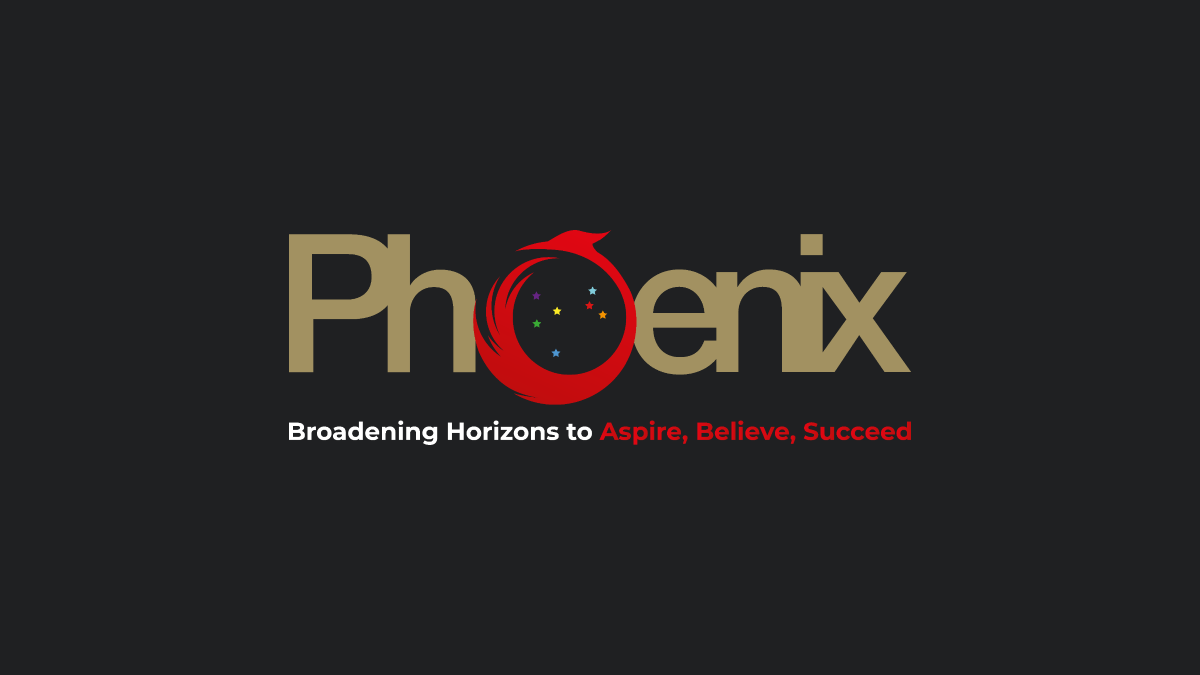 Phoenix
Broadening Horizons to Aspire, Believe, Succeed